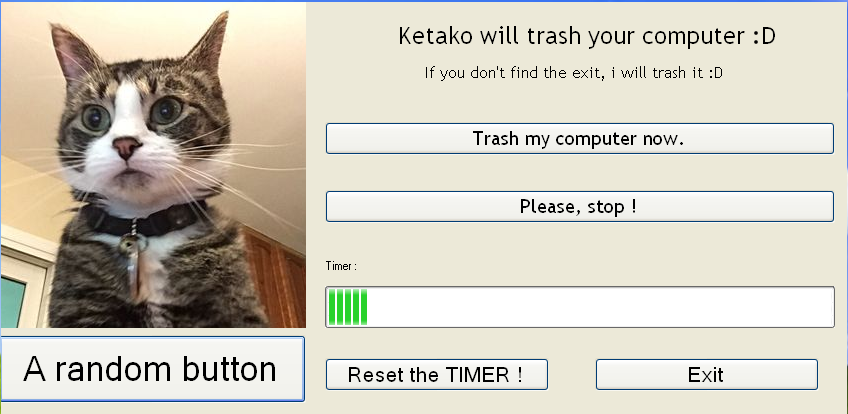 Ketako will trash your computer :D
If you don't find the exit, i will trash it :D
Trash my computer now.
Please, stop !
Timer :
A random button
Reset the TIMER !
Exit